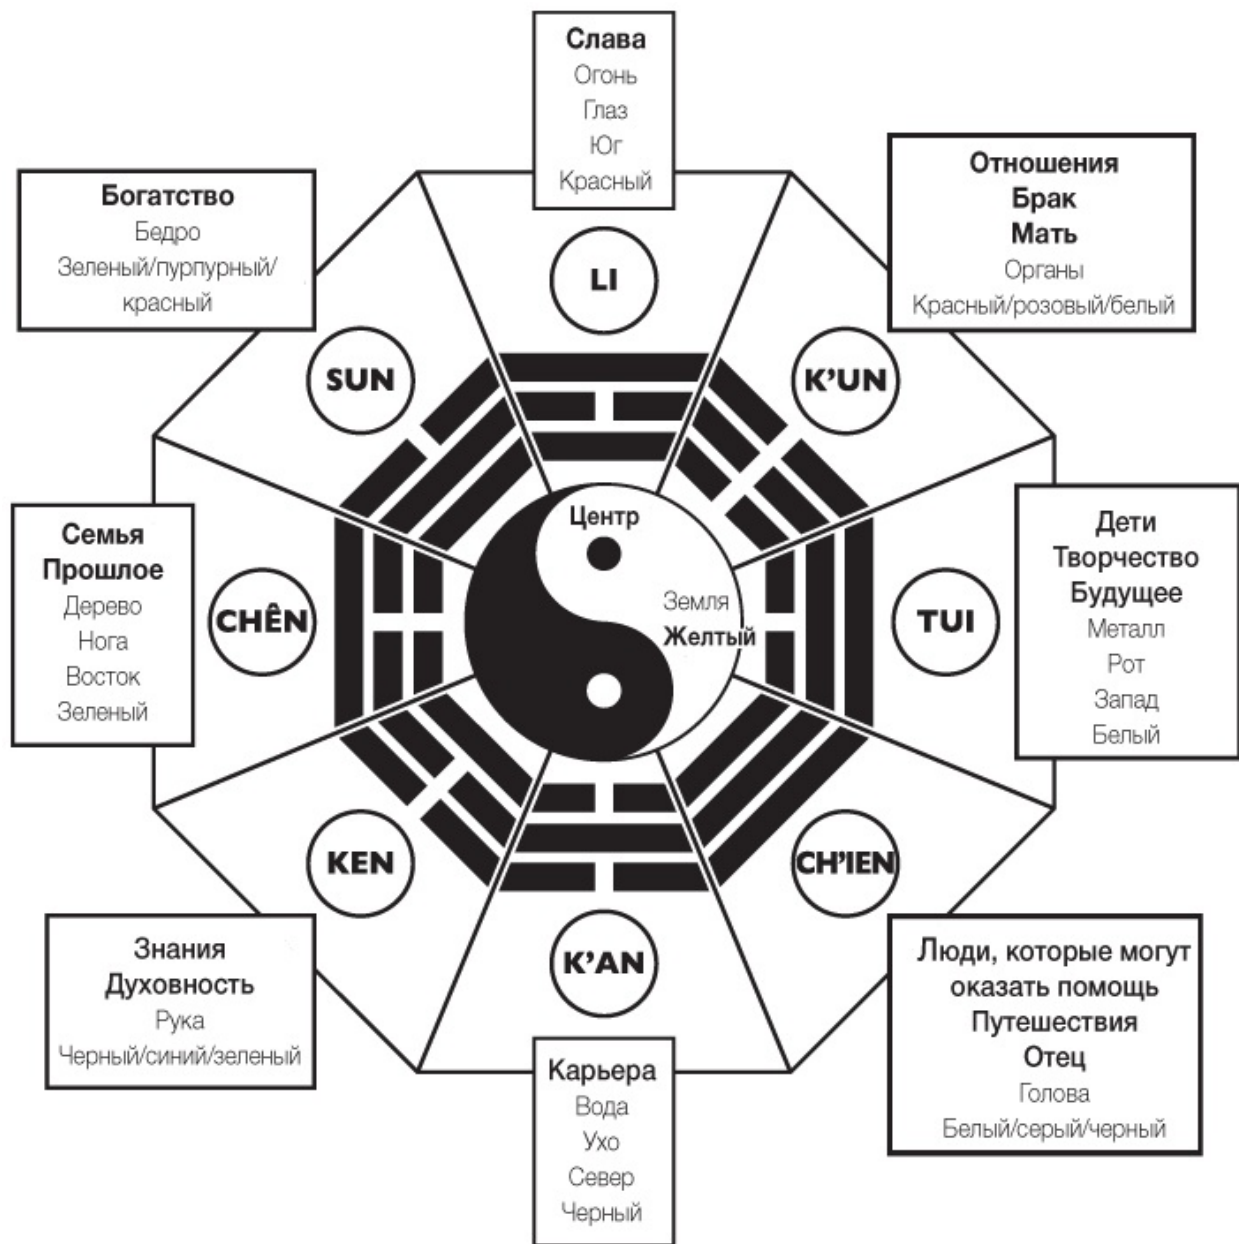 Слава
Огонь
Глаз
Юг
Красный
Отношения
Брак
Мать
Органы
Красный/розовый/белый
Богатство
Бедро
Зеленый/пурпурный/
красный
LI
SUN
K’UN
Центр
Земля
Желтый
Семья
Прошлое
Дерево
Нога
Восток
Зеленый
CHÊN
TUI
Дети
Творчество
Будущее
Металл
Рот
Запад
Белый
KEN
CH’IEN
K’AN
Знания
Духовность
Рука
Черный/синий/зеленый
Карьера
Вода
Ухо
Север
Черный
Люди, которые могут
оказать помощь
Путешествия
Отец
Голова
Белый/серый/черный